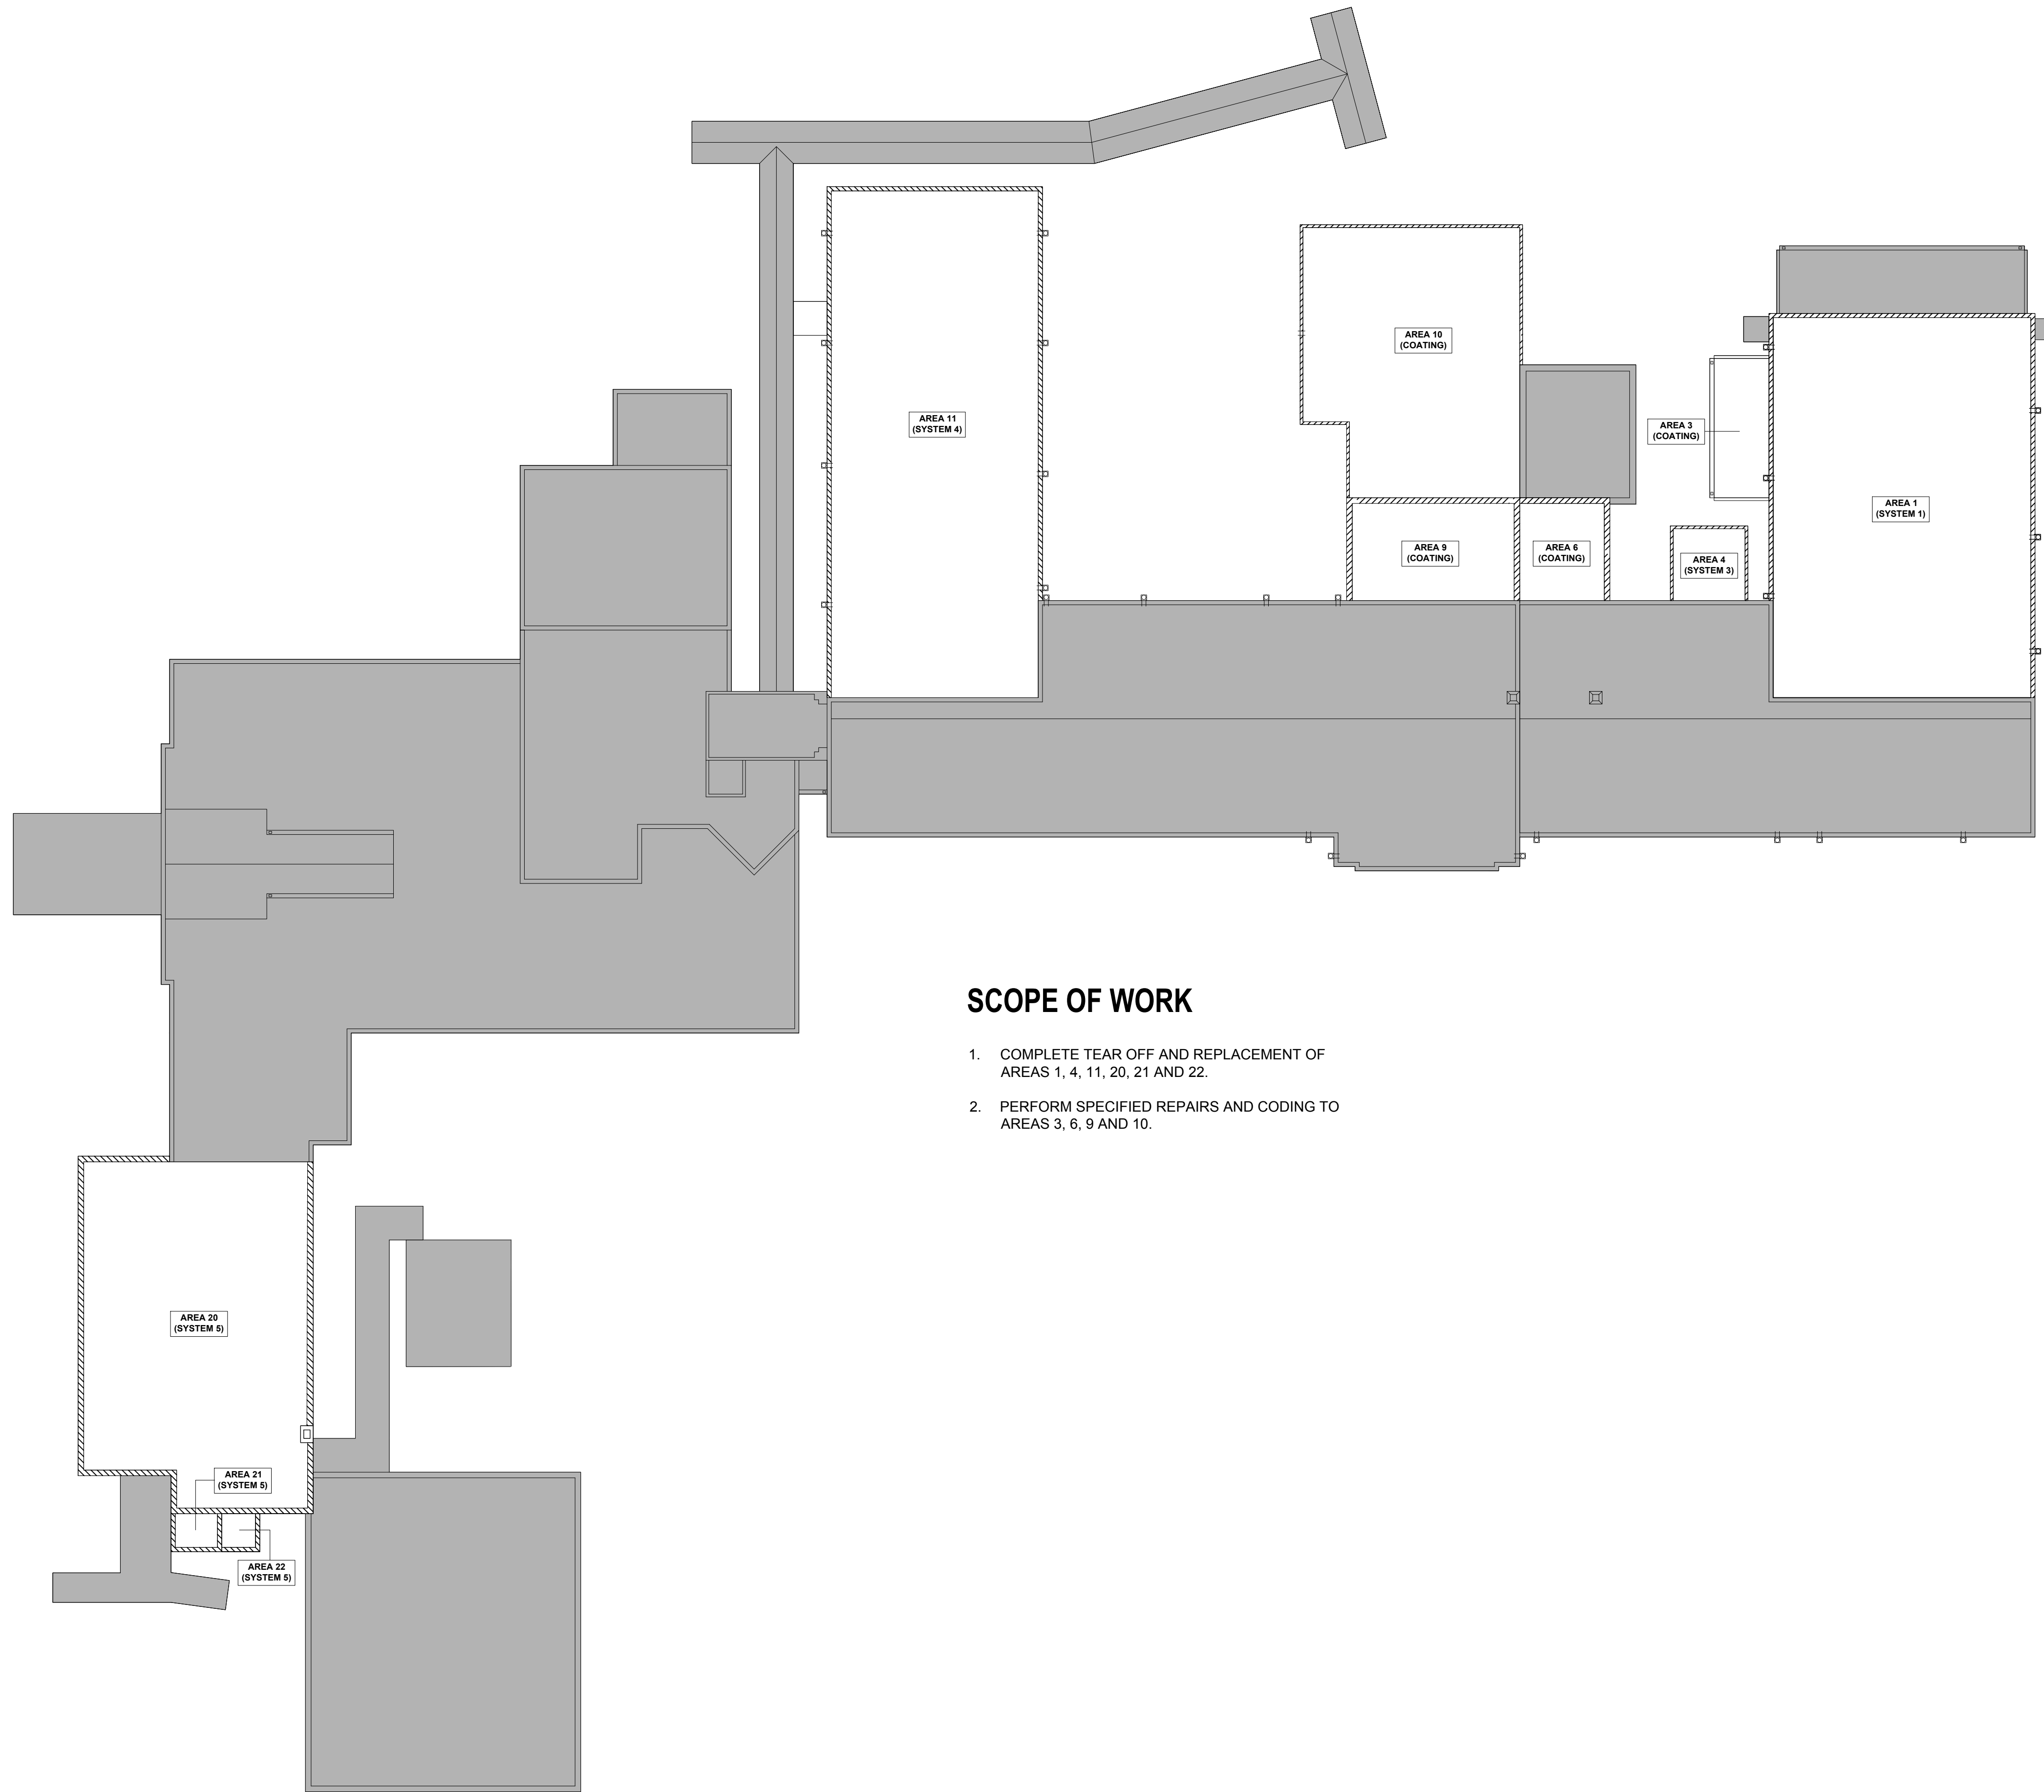 AREA 10
(COATING)
AREA 11
(SYSTEM 4)
AREA 3
(COATING)
AREA 1
(SYSTEM 1)
AREA 9
(COATING)
AREA 6
(COATING)
AREA 4
(SYSTEM 3)
SCOPE OF WORK
1. COMPLETE TEAR OFF AND REPLACEMENT OF
AREAS 1, 4, 11, 20, 21 AND 22.
2. PERFORM SPECIFIED REPAIRS AND CODING TO
AREAS 3, 6, 9 AND 10.
AREA 20
(SYSTEM 5)
AREA 21
(SYSTEM 5)
AREA 22
(SYSTEM 5)